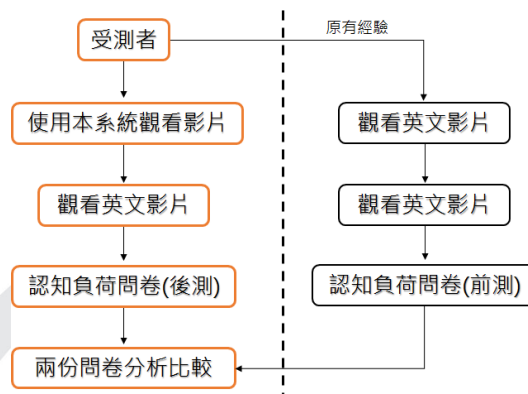 受測者
原有經驗
使用本系統觀看影片
觀看英文影片
觀看英文影片
觀看英文影片
認知負荷問卷(後測)
認知負荷問卷(前測)
兩份問卷分析比較